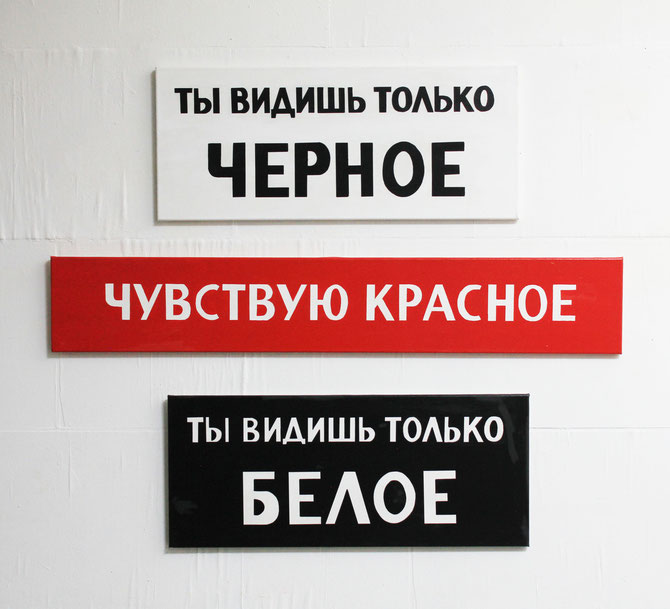 ТЫ ВИДИШЬ ТОЛЬКО
ЧЕРНОЕ
ЧУВСТВУЮ КРАСНОЕ
ТЫ ВИДИШЬ ТОЛЬКО
БЕЛОЕ